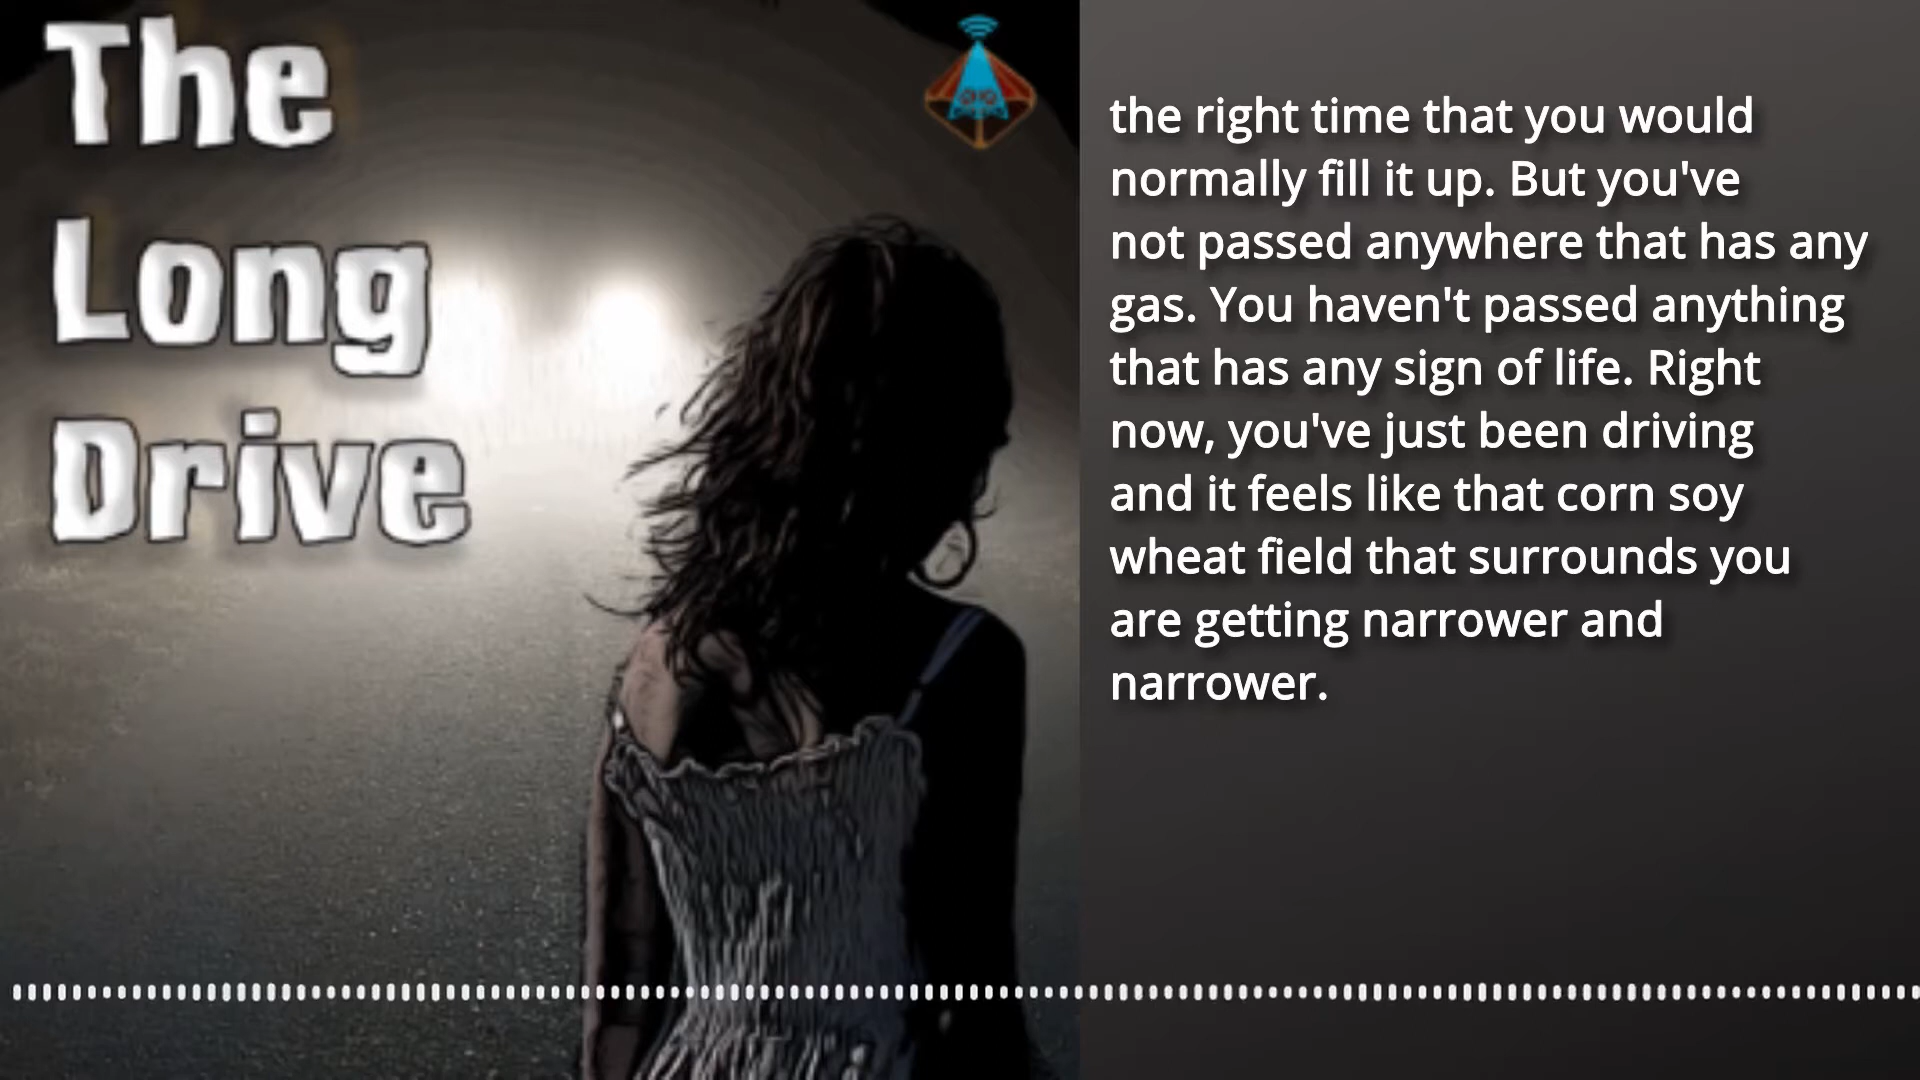 The
Long
Drive
the right time that you would
normally fill it up. But you've
not passed anywhere that has any
gas. You haven't passed anything
that has any sign of life. Right
now, you've just been driving
and it feels like that corn soy
wheat field that surrounds you
are getting narrower and
narrower.